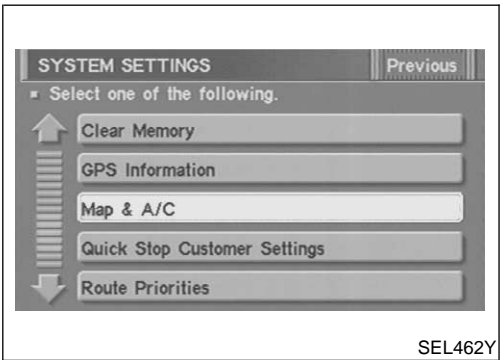 SYSTEM SETTINGS
Previous
Select one of the following.
Clear Memory
GPS Information
Map & A/C
Quick Stop Customer Settings
Route Priorities
SEL462Y